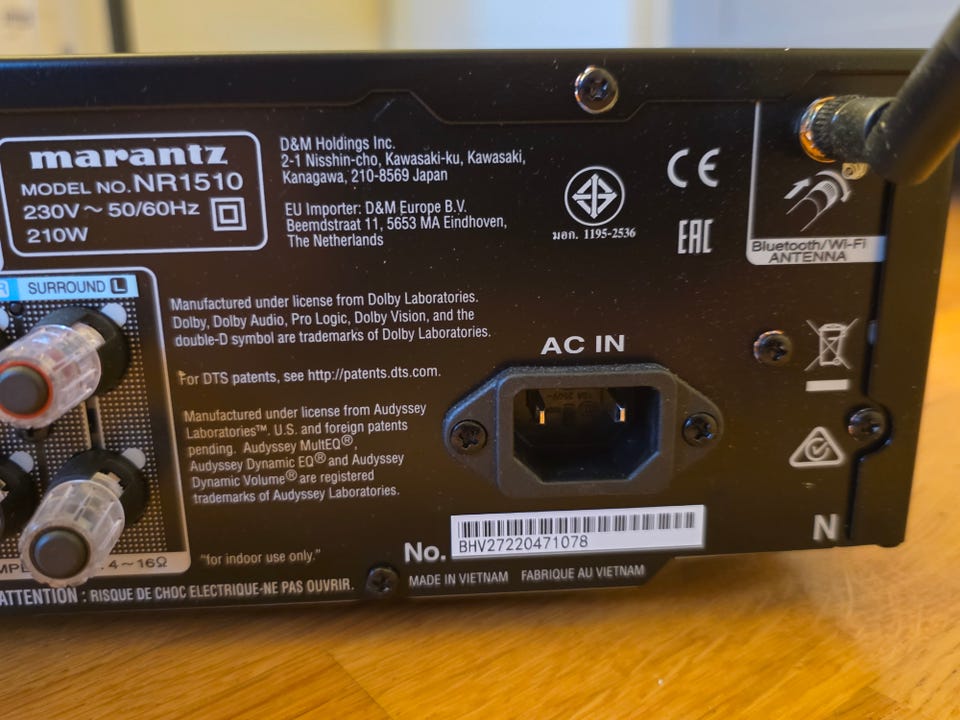 marantz
MODEL NO. NR1510
230V ~ 50/60Hz
210W
D&M Holdings Inc.
2-1 Nisshin-cho, Kawasaki-ku, Kawasaki,
Kanagawa, 210-8569 Japan
EU Importer: D&M Europe B.V.
Beemdstraat 11, 5653 MA Eindhoven,
The Netherlands
มอก. 1195-2536
CE
EAC
Bluetooth/Wi-Fi
ANTENNA
R
SURROUND L
Manufactured under license from Dolby Laboratories.
Dolby, Dolby Audio, Pro Logic, Dolby Vision, and the
double-D symbol are trademarks of Dolby Laboratories.
For DTS patents, see http://patents.dts.com.
Manufactured under license from Audyssey
Laboratories™. U.S. and foreign patents
pending. Audyssey MultEQ®,
Audyssey Dynamic EQ® and Audyssey
Dynamic Volume® are registered
trademarks of Audyssey Laboratories.
AC IN
"for indoor use only."
4~16Ω
No.
BHV27220471078
N
MADE IN VIETNAM FABRIQUE AU VIETNAM
ATTENTION : RISQUE DE CHOC ELECTRIQUE-NE PAS OUVRIR.